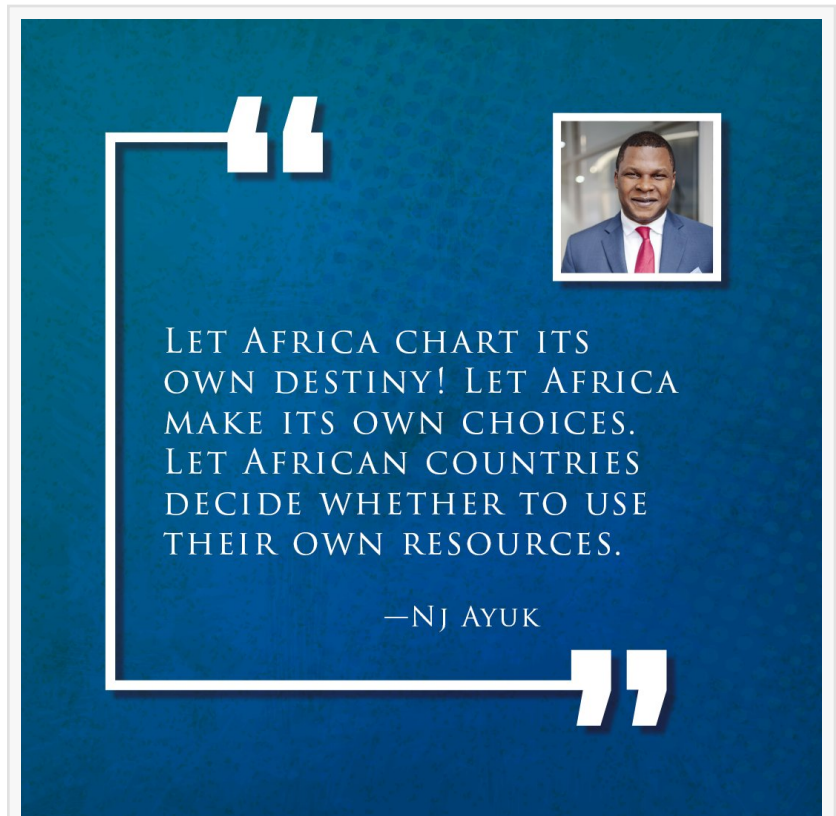 Let Africa chart its
own destiny! Let Africa
make its own choices.
Let African countries
decide whether to use
their own resources.
—Nj Ayuk